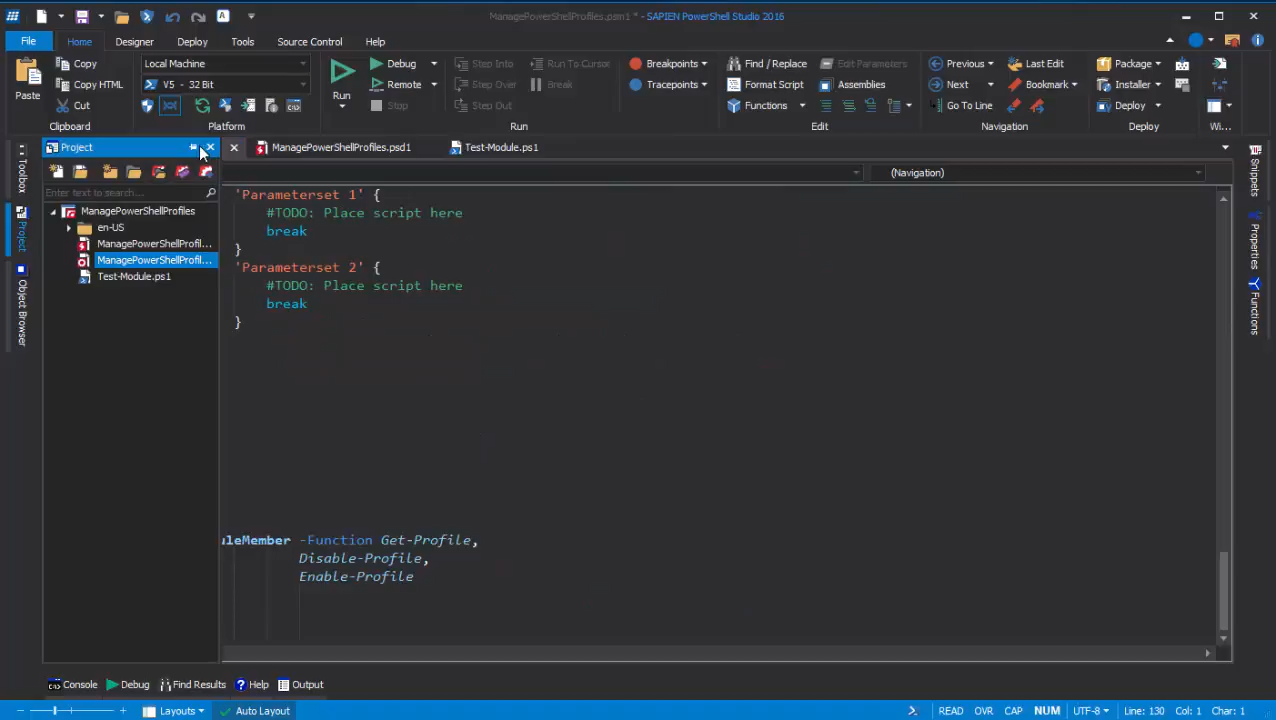 ManagePowerShellProfiles.psm1 * - SAPIEN PowerShell Studio 2016
File Home Designer Deploy Tools Source Control Help
Paste
Copy
Copy HTML
Cut
Clipboard
Local Machine
V5 - 32 Bit
Platform
Run
Debug
Remote
Stop
Step Into
Step Over
Step Out
Run To Cursor
Break
Breakpoints
Tracepoints
Run
Find / Replace
Format Script
Functions
Edit Parameters
Assemblies
Edit
Previous
Next
Go To Line
Last Edit
Bookmark
Navigation
Package
Installer
Deploy
Deploy
Wi...
Toolbox
Project
Object Browser
Project
Enter text to search
ManagePowerShellProfiles
en-US
ManagePowerShellProfil...
ManagePowerShellProfil...
Test-Module.ps1
ManagePowerShellProfiles.psd1
Test-Module.ps1
(Navigation)
'Parameterset 1' {
#TODO: Place script here
break
}
'Parameterset 2' {
#TODO: Place script here
break
}
uleMember -Function Get-Profile,
Disable-Profile,
Enable-Profile
Snippets
Properties
Functions
Console Debug Find Results Help Output
Layouts Auto Layout READ OVR CAP NUM UTF-8 Line: 130 Col: 1 Char: 1